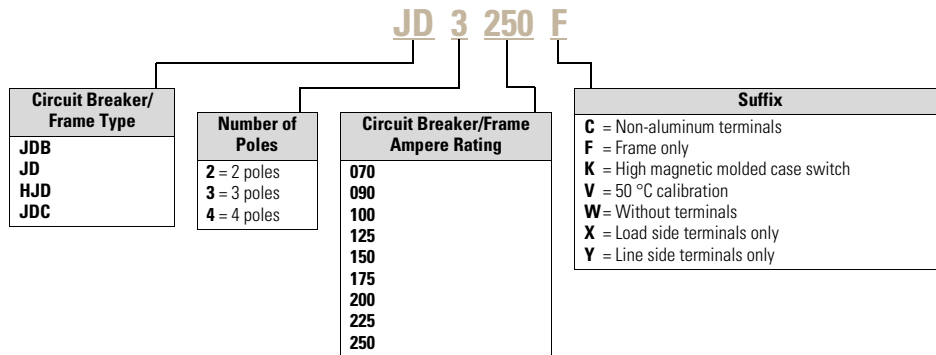 JD 3 250 F
Circuit Breaker/
Frame Type
JDB
JD
HJD
JDC
Number of
Poles
2 = 2 poles
3 = 3 poles
4 = 4 poles
Circuit Breaker/Frame
Ampere Rating
070
090
100
125
150
175
200
225
250
Suffix
C = Non-aluminum terminals
F = Frame only
K = High magnetic molded case switch
V = 50 °C calibration
W = Without terminals
X = Load side terminals only
Y = Line side terminals only